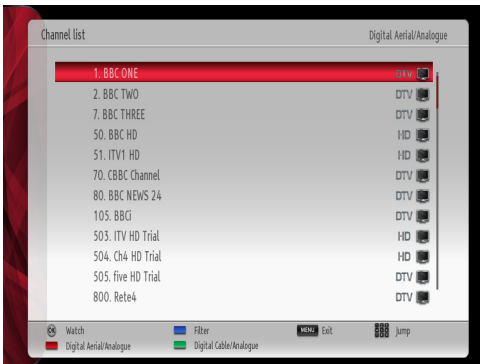 Channel list Digital Aerial/Analogue
1. BBC ONE DTV
2. BBC TWO DTV
7. BBC THREE DTV
50. BBC HD HD
51. ITV1 HD HD
70. CBBC Channel DTV
80. BBC NEWS 24 DTV
105. BBCi DTV
503. ITV HD Trial HD
504. Ch4 HD Trial HD
505. five HD Trial DTV
800. Rete4 DTV
OK Watch Filter MENU Exit Jump
Digital Aerial/Analogue Digital Cable/Analogue